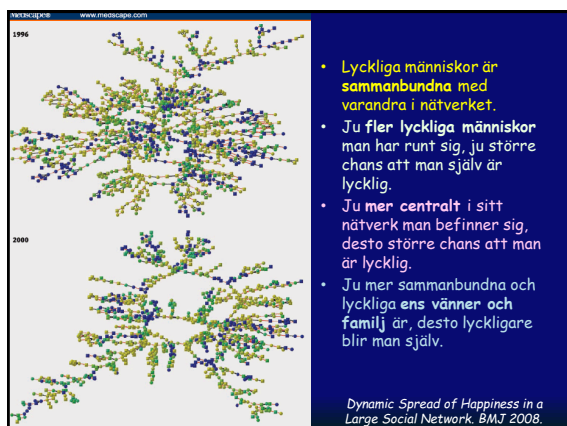 Medscape® www.medscape.com
1996
2000
• Lyckliga människor är
sammanbundna med
varandra i nätverket.
• Ju fler lyckliga människor
man har runt sig, ju större
chans att man själv är
lycklig.
• Ju mer centralt i sitt
nätverk man befinner sig,
desto större chans att man
är lycklig.
• Ju mer sammanbundna och
lyckliga ens vänner och
familj är, desto lyckligare
blir man själv.
Dynamic Spread of Happiness in a
Large Social Network. BMJ 2008.